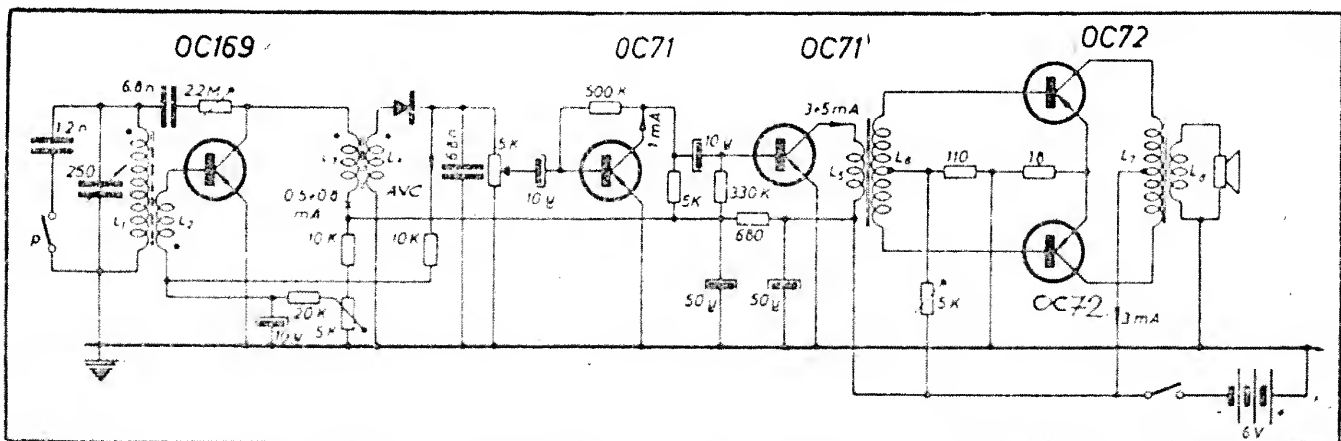 OC169
OC71
OC71
OC72
6.8n
2.2M
1.2n
250
L1
L2
P
L3
L4
AVC
0.5÷0.8
mA
10K
10K
20K
10µ
5K
6.8n
5K
10µ
500K
1mA
5K
10µ
330K
680
50µ
50µ
3÷5mA
L5
L6
110
18
5K
OC72
3mA
L7
L8
6V